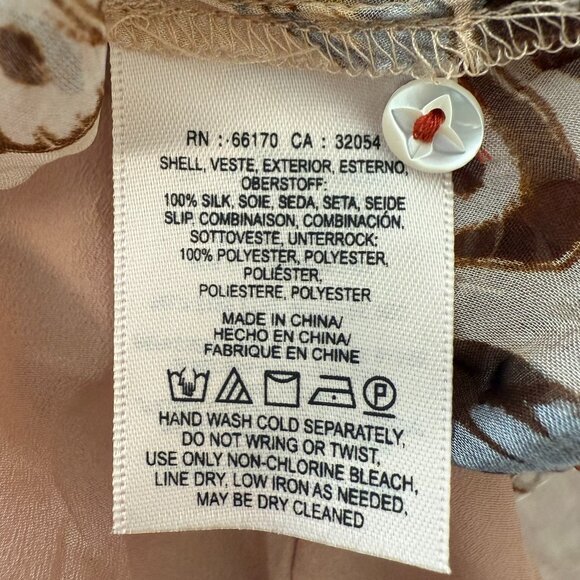 RN : 66170 CA : 32054
SHELL, VESTE, EXTERIOR, ESTERNO,
OBERSTOFF:
100% SILK, SOIE, SEDA, SETA, SEIDE
SLIP, COMBINAISON, COMBINACIÓN,
SOTTOVESTE, UNTERROCK:
100% POLYESTER, POLYESTER,
POLIÉSTER,
POLIESTERE, POLYESTER
MADE IN CHINA/
HECHO EN CHINA/
FABRIQUE EN CHINE
P
HAND WASH COLD SEPARATELY,
DO NOT WRING OR TWIST,
USE ONLY NON-CHLORINE BLEACH,
LINE DRY, LOW IRON AS NEEDED,
MAY BE DRY CLEANED